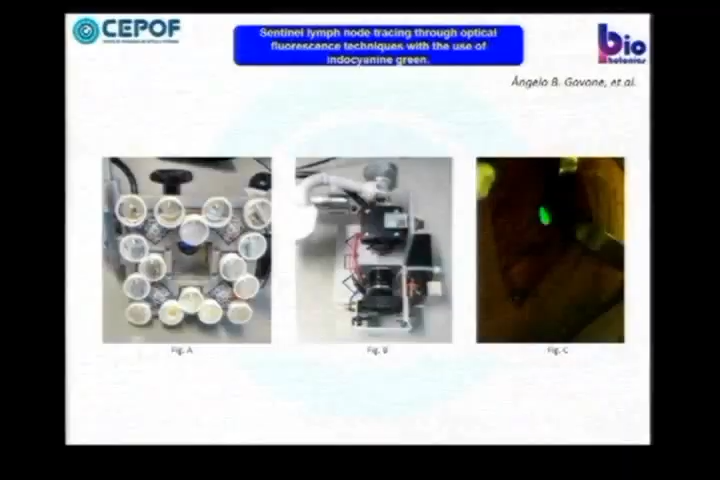 CEPOF
Sentinel lymph node tracing through optical
fluorescence techniques with the use of
indocyanine green.
bio
Ângelo B. Govone, et.al.
Fig. A
Fig. B
Fig. C